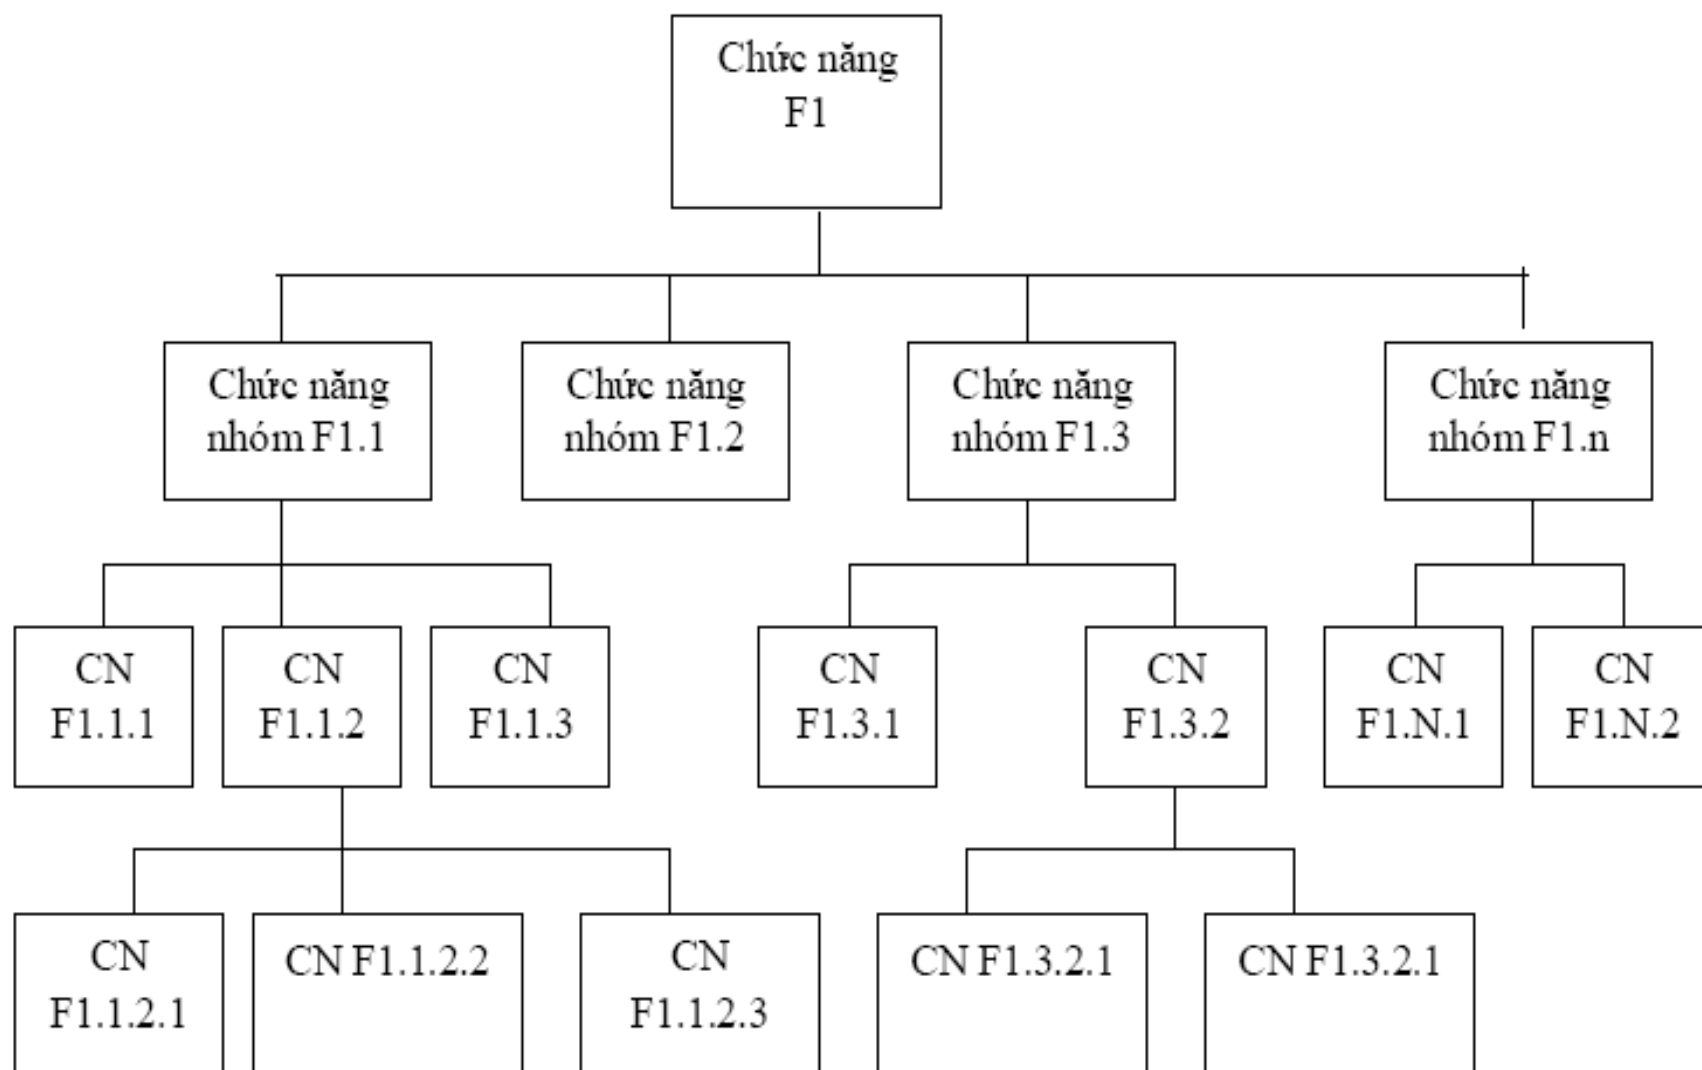 Chức năng
F1
Chức năng
nhóm F1.1
Chức năng
nhóm F1.2
Chức năng
nhóm F1.3
Chức năng
nhóm F1.n
CN
F1.1.1
CN
F1.1.2
CN
F1.1.3
CN
F1.3.1
CN
F1.3.2
CN
F1.N.1
CN
F1.N.2
CN
F1.1.2.1
CN F1.1.2.2
CN
F1.1.2.3
CN F1.3.2.1
CN F1.3.2.1